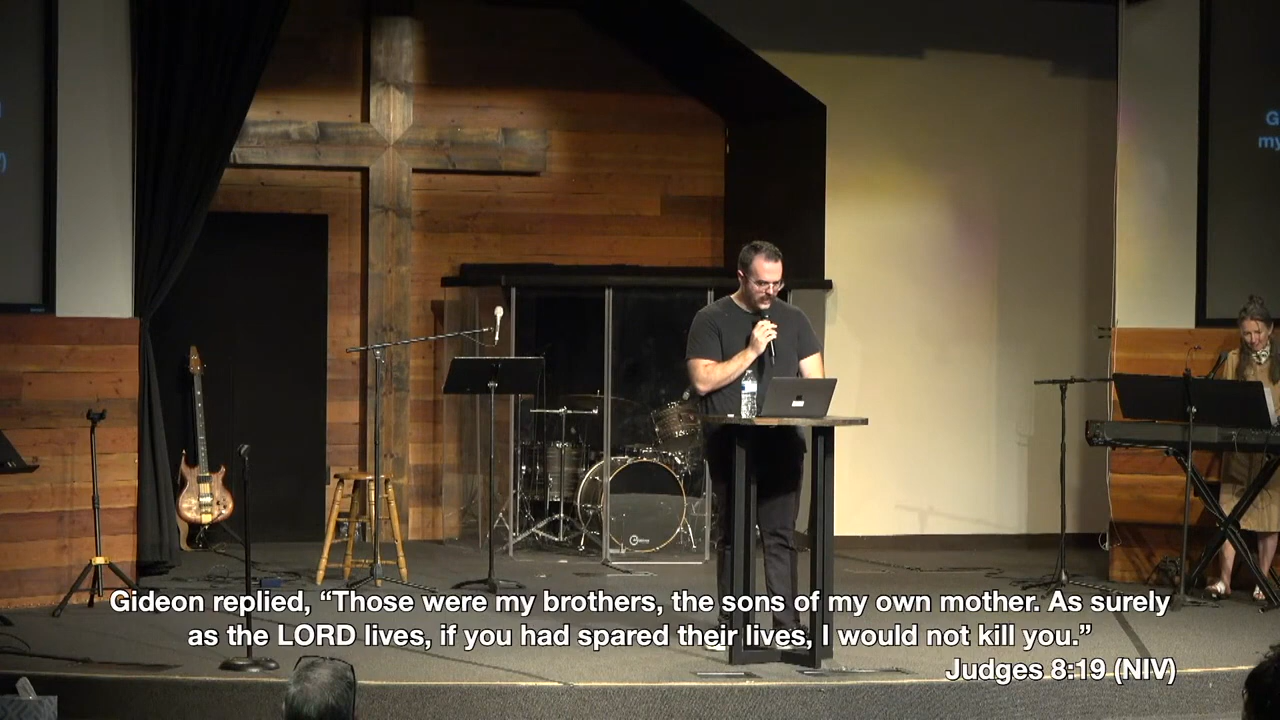 Gideon replied, “Those were my brothers, the sons of my own mother. As surely
as the LORD lives, if you had spared their lives, I would not kill you.”
Judges 8:19 (NIV)
G
my